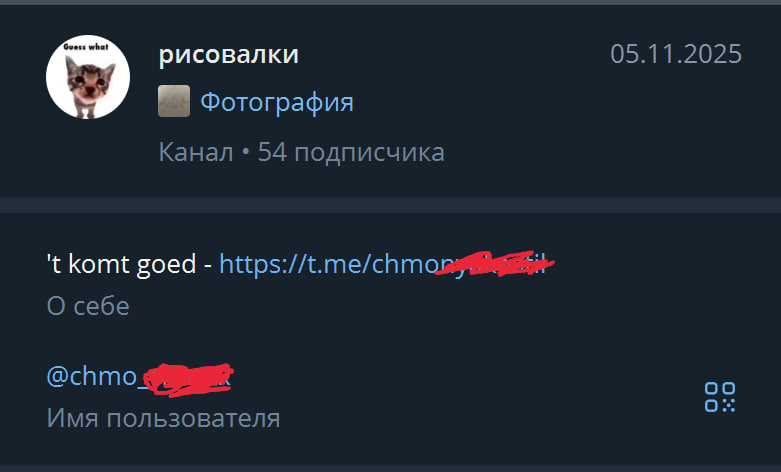 Guess what
рисовалки 05.11.2025
Фотография
Канал • 54 подписчика
't komt goed - https://t.me/chmo
О себе
@chmo_
Имя пользователя